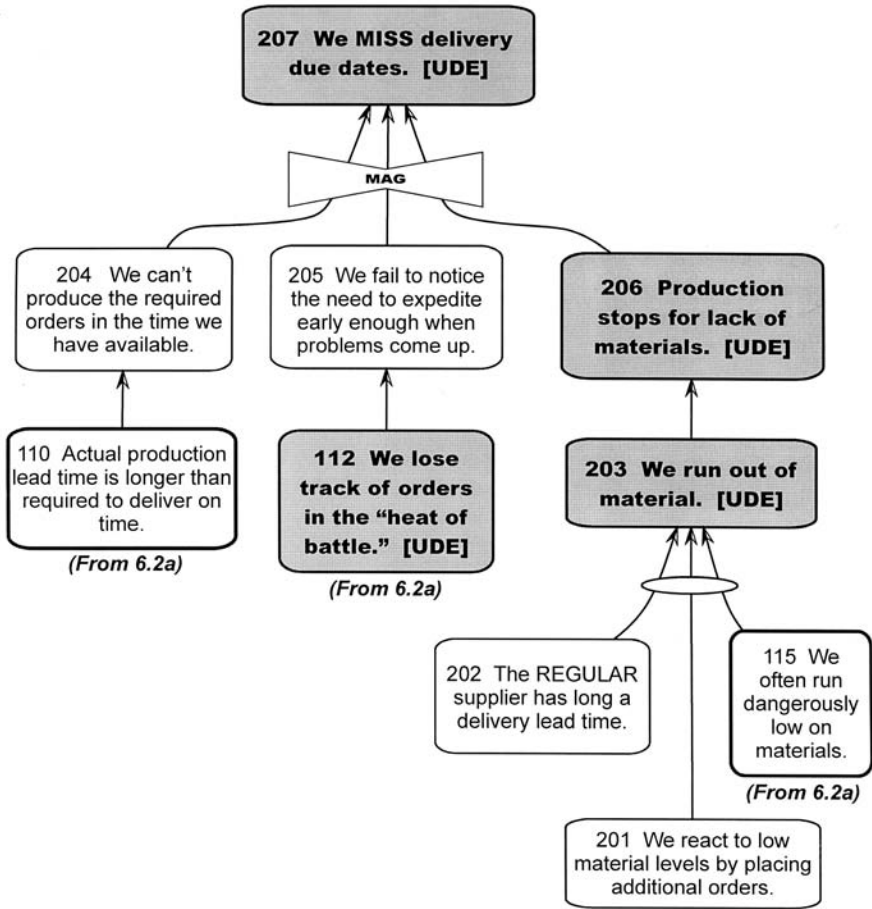 207 We MISS delivery
due dates. [UDE]
MAG
204 We can't
produce the required
orders in the time we
have available.
205 We fail to notice
the need to expedite
early enough when
problems come up.
206 Production
stops for lack of
materials. [UDE]
110 Actual production
lead time is longer than
required to deliver on
time.
(From 6.2a)
112 We lose
track of orders
in the “heat of
battle.” [UDE]
(From 6.2a)
203 We run out of
material. [UDE]
202 The REGULAR
supplier has long a
delivery lead time.
115 We
often run
dangerously
low on
materials.
(From 6.2a)
201 We react to low
material levels by placing
additional orders.